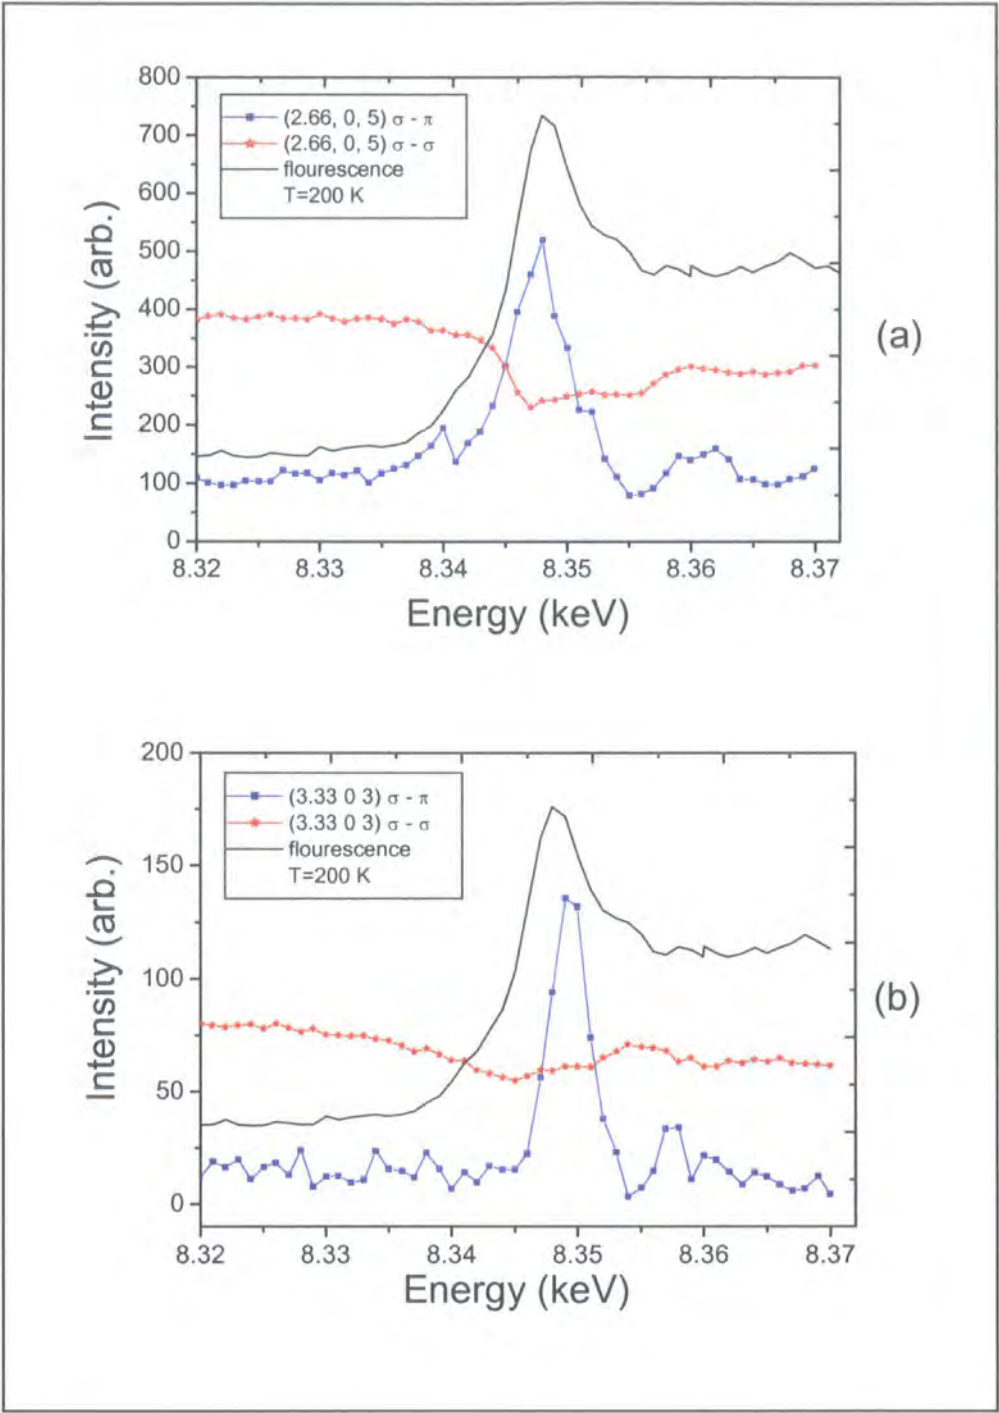 800
700
600
500
400
300
200
100
0
Intensity (arb.)
(2.66, 0, 5) σ - π
(2.66, 0, 5) σ - σ
flourescence
T=200 K
(a)
8.32 8.33 8.34 8.35 8.36 8.37
Energy (keV)
200
150
100
50
0
Intensity (arb.)
(3.33 0 3) σ - π
(3.33 0 3) σ - σ
flourescence
T=200 K
(b)
8.32 8.33 8.34 8.35 8.36 8.37
Energy (keV)